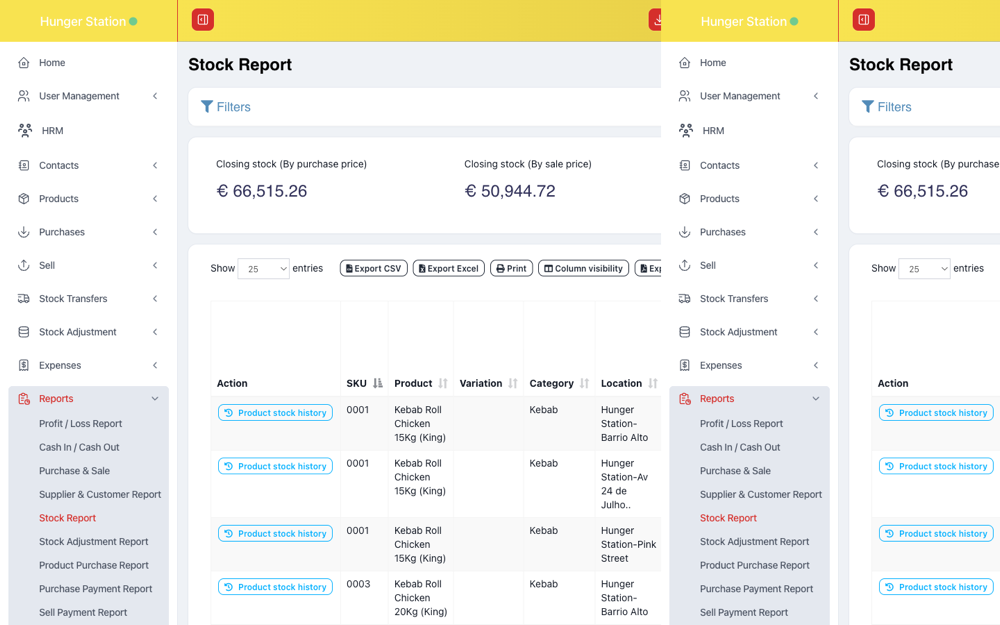 Hunger Station
Home
User Management
HRM
Contacts
Products
Purchases
Sell
Stock Transfers
Stock Adjustment
Expenses
Reports
Profit / Loss Report
Cash In / Cash Out
Purchase & Sale
Supplier & Customer Report
Stock Report
Stock Adjustment Report
Product Purchase Report
Purchase Payment Report
Sell Payment Report
Stock Report
Filters
Closing stock (By purchase price)
€ 66,515.26
Closing stock (By sale price)
€ 50,944.72
Show 25 entries
Export CSV
Export Excel
Print
Column visibility
Exp
Action SKU Product Variation Category Location
Product stock history 0001 Kebab Roll Kebab Hunger
Chicken Station-
15Kg (King) Barrio Alto
Product stock history 0001 Kebab Roll Kebab Hunger
Chicken Station-Av
15Kg (King) 24 de
Julho..
Product stock history 0001 Kebab Roll Kebab Hunger
Chicken Station-Pink
15Kg (King) Street
Product stock history 0003 Kebab Roll Kebab Hunger
Chicken Station-
20Kg (King) Barrio Alto
Hunger Station
Home
User Management
HRM
Contacts
Products
Purchases
Sell
Stock Transfers
Stock Adjustment
Expenses
Reports
Profit / Loss Report
Cash In / Cash Out
Purchase & Sale
Supplier & Customer Report
Stock Report
Stock Adjustment Report
Product Purchase Report
Purchase Payment Report
Sell Payment Report
Stock Report
Filters
Closing stock (By purchase
€ 66,515.26
Show 25 entries
Action
Product stock history
Product stock history
Product stock history
Product stock history